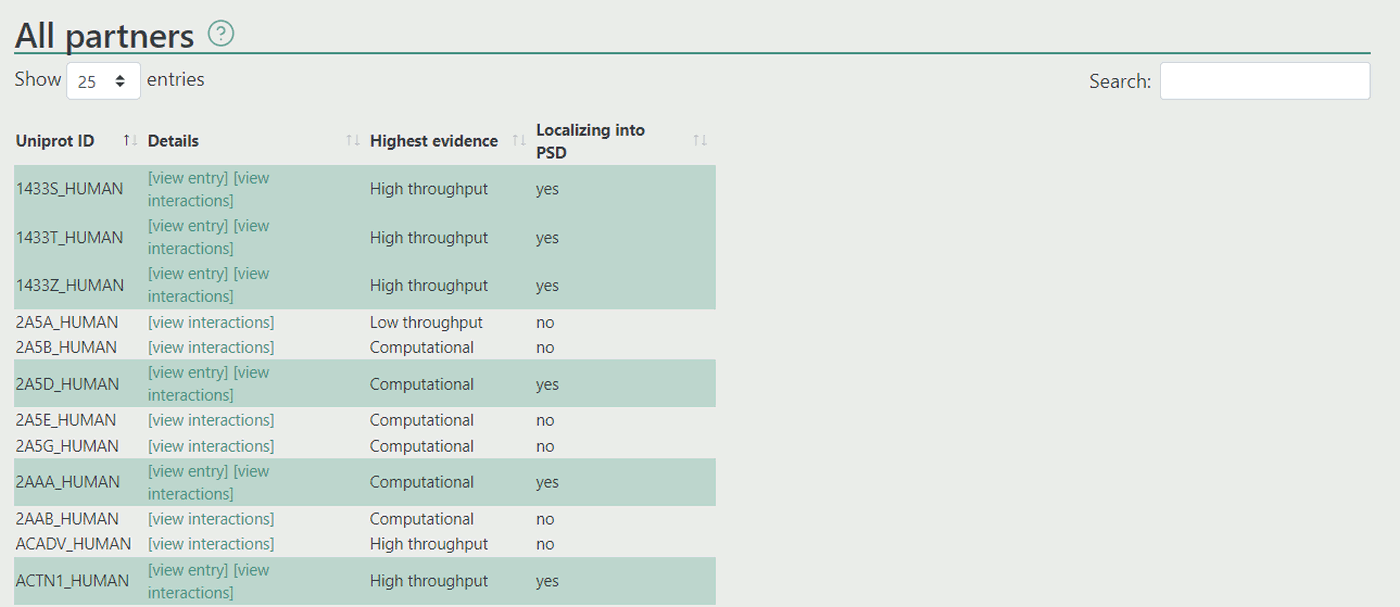 All partners ?
Show 25 entries Search:
Uniprot ID Details Highest evidence Localizing into PSD
1433S_HUMAN [view entry] [view interactions] High throughput yes
1433T_HUMAN [view entry] [view interactions] High throughput yes
1433Z_HUMAN [view entry] [view interactions] High throughput yes
2A5A_HUMAN [view interactions] Low throughput no
2A5B_HUMAN [view interactions] Computational no
2A5D_HUMAN [view entry] [view interactions] Computational yes
2A5E_HUMAN [view interactions] Computational no
2A5G_HUMAN [view interactions] Computational no
2AAA_HUMAN [view entry] [view interactions] Computational yes
2AAB_HUMAN [view interactions] Computational no
ACADV_HUMAN [view interactions] High throughput no
ACTN1_HUMAN [view entry] [view interactions] High throughput yes